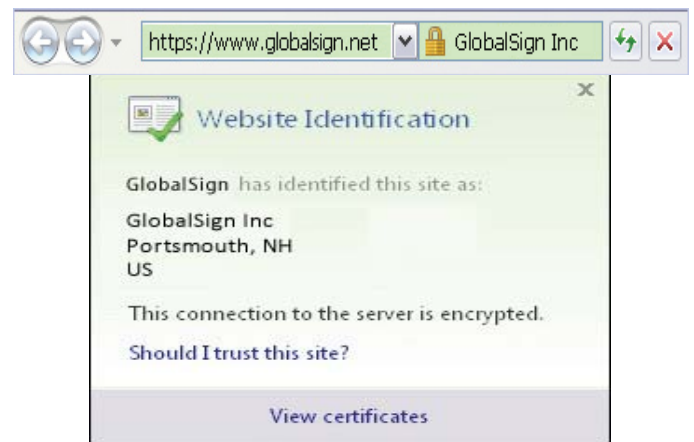 https://www.globalsign.net GlobalSign Inc
Website Identification
GlobalSign has identified this site as:
GlobalSign Inc
Portsmouth, NH
US
This connection to the server is encrypted.
Should I trust this site?
View certificates